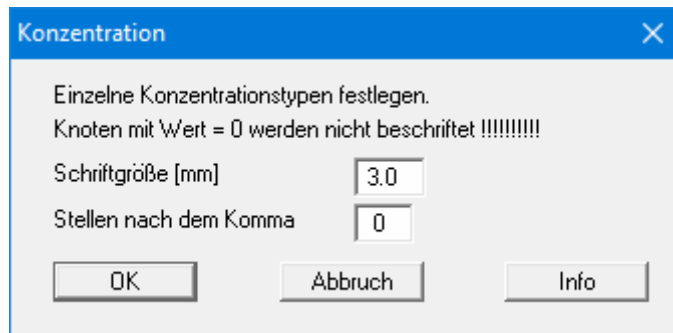 Konzentration
Einzelne Konzentrationstypen festlegen.
Knoten mit Wert = 0 werden nicht beschriftet !!!!!!!!!!
Schriftgröße [mm] 3.0
Stellen nach dem Komma 0
OK Abbruch Info